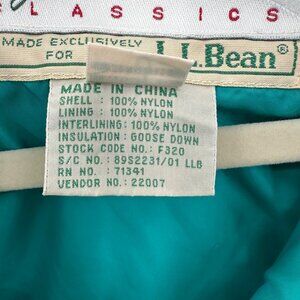 CLASSICS
MADE EXCLUSIVELY
FOR
L.L.Bean®
MADE IN CHINA
SHELL : 100% NYLON
LINING : 100% NYLON
INTERLINING : 100% NYLON
INSULATION: GOOSE DOWN
STOCK CODE NO.: F320
S/C NO.: 89S2231/01 LLB
RN NO. : 71341
VENDOR NO.: 22007